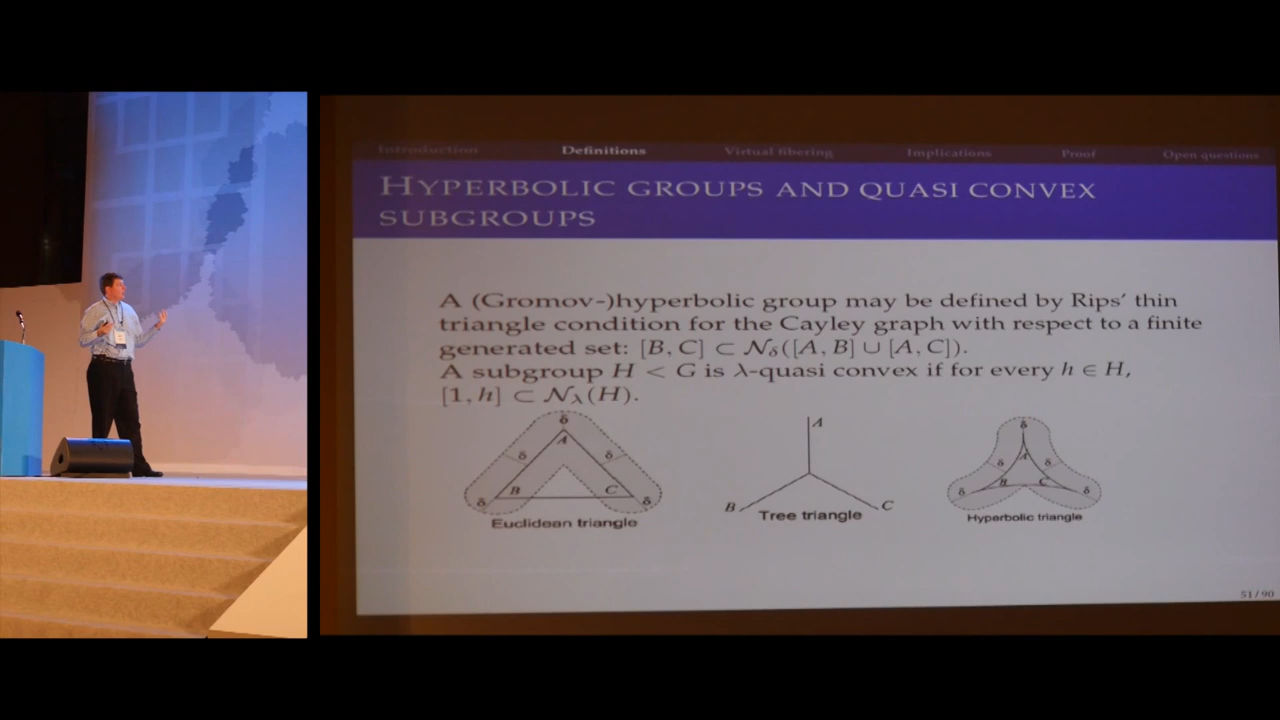 Introduction Definitions Virtual fibering Implications Proof Open questions
HYPERBOLIC GROUPS AND QUASI CONVEX
SUBGROUPS
A (Gromov-)hyperbolic group may be defined by Rips' thin
triangle condition for the Cayley graph with respect to a finite
generated set: [B, C] ⊂ 𝒩δ([A, B] ∪ [A, C]).
A subgroup H < G is λ-quasi convex if for every h ∈ H,
[1, h] ⊂ 𝒩λ(H).
δ
A
δ δ
B C
δ δ
Euclidean triangle
A
B C
Tree triangle
δ
A
δ δ
B C
δ δ
Hyperbolic triangle
51 / 90